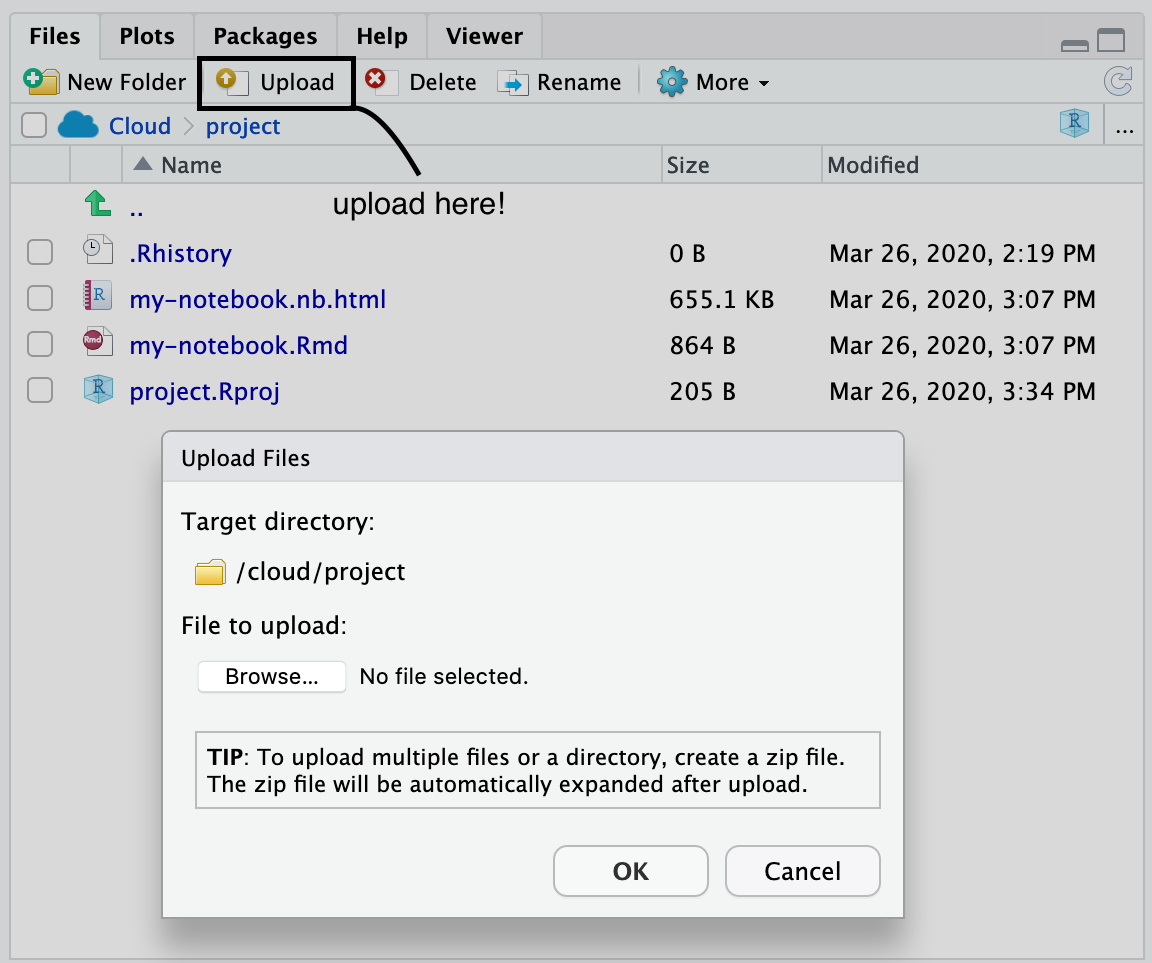 Files Plots Packages Help Viewer
New Folder Upload Delete Rename More
Cloud project R ...
Name Size Modified
..
upload here!
.Rhistory 0 B Mar 26, 2020, 2:19 PM
R my-notebook.nb.html 655.1 KB Mar 26, 2020, 3:07 PM
Rmd my-notebook.Rmd 864 B Mar 26, 2020, 3:07 PM
R project.Rproj 205 B Mar 26, 2020, 3:34 PM
Upload Files
Target directory:
/cloud/project
File to upload:
Browse... No file selected.
TIP: To upload multiple files or a directory, create a zip file.
The zip file will be automatically expanded after upload.
OK Cancel